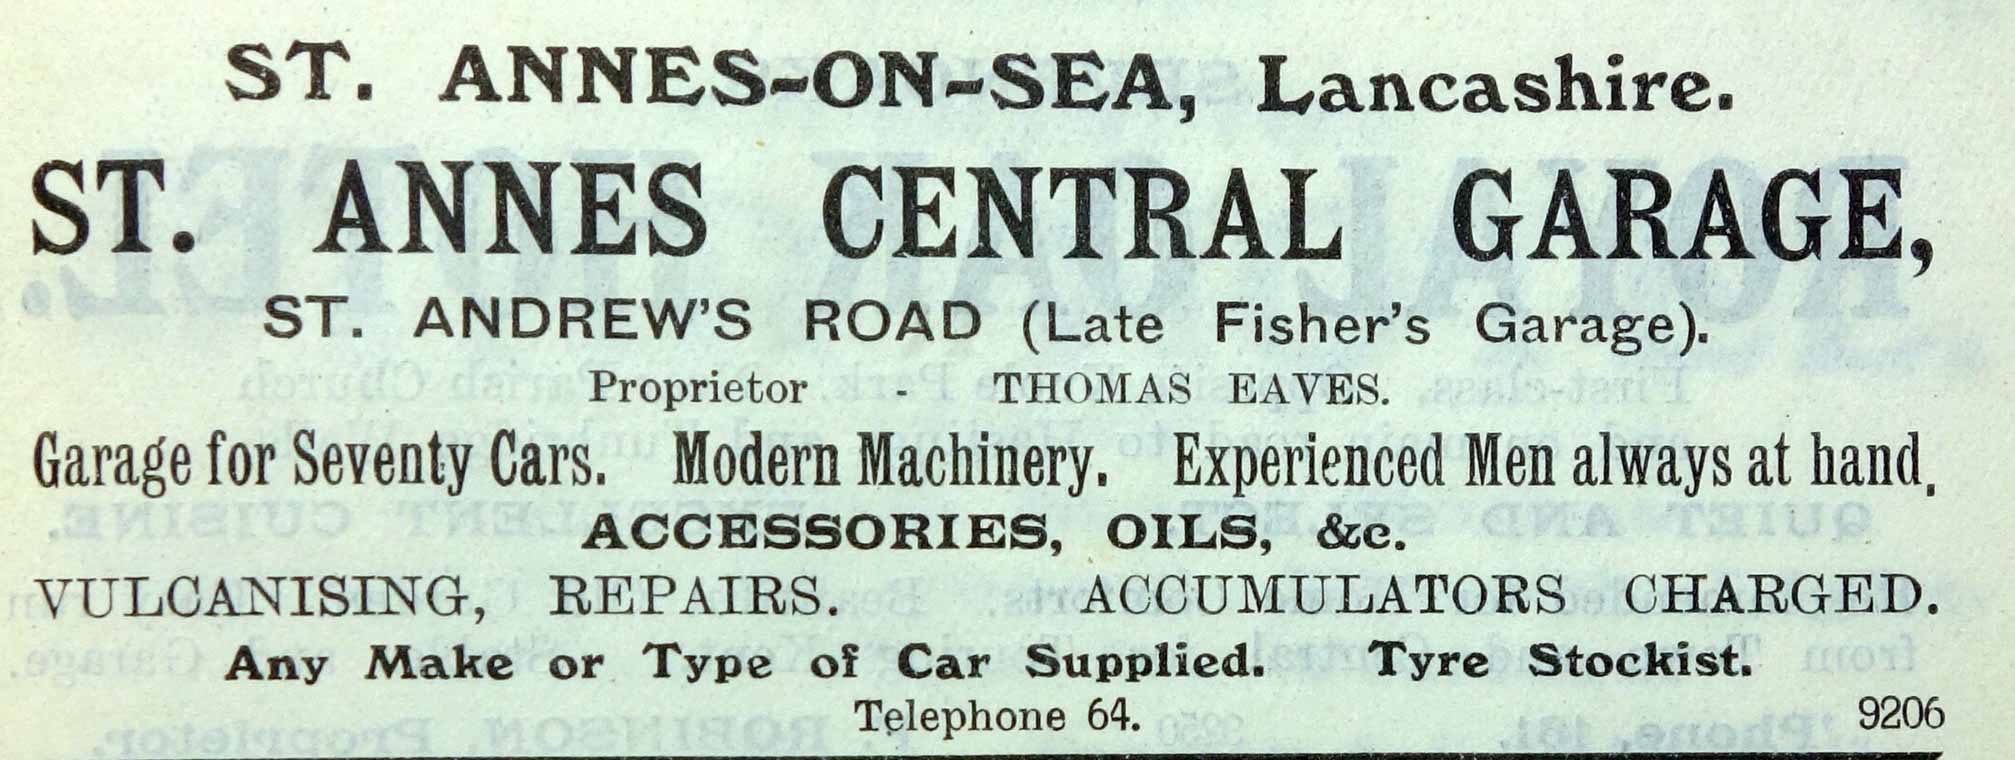 ST. ANNES-ON-SEA, Lancashire.
ST. ANNES CENTRAL GARAGE,
ST. ANDREW'S ROAD (Late Fisher's Garage).
Proprietor - THOMAS EAVES.
Garage for Seventy Cars. Modern Machinery. Experienced Men always at hand.
ACCESSORIES, OILS, &c.
VULCANISING, REPAIRS. ACCUMULATORS CHARGED.
Any Make or Type of Car Supplied. Tyre Stockist.
Telephone 64. 9206